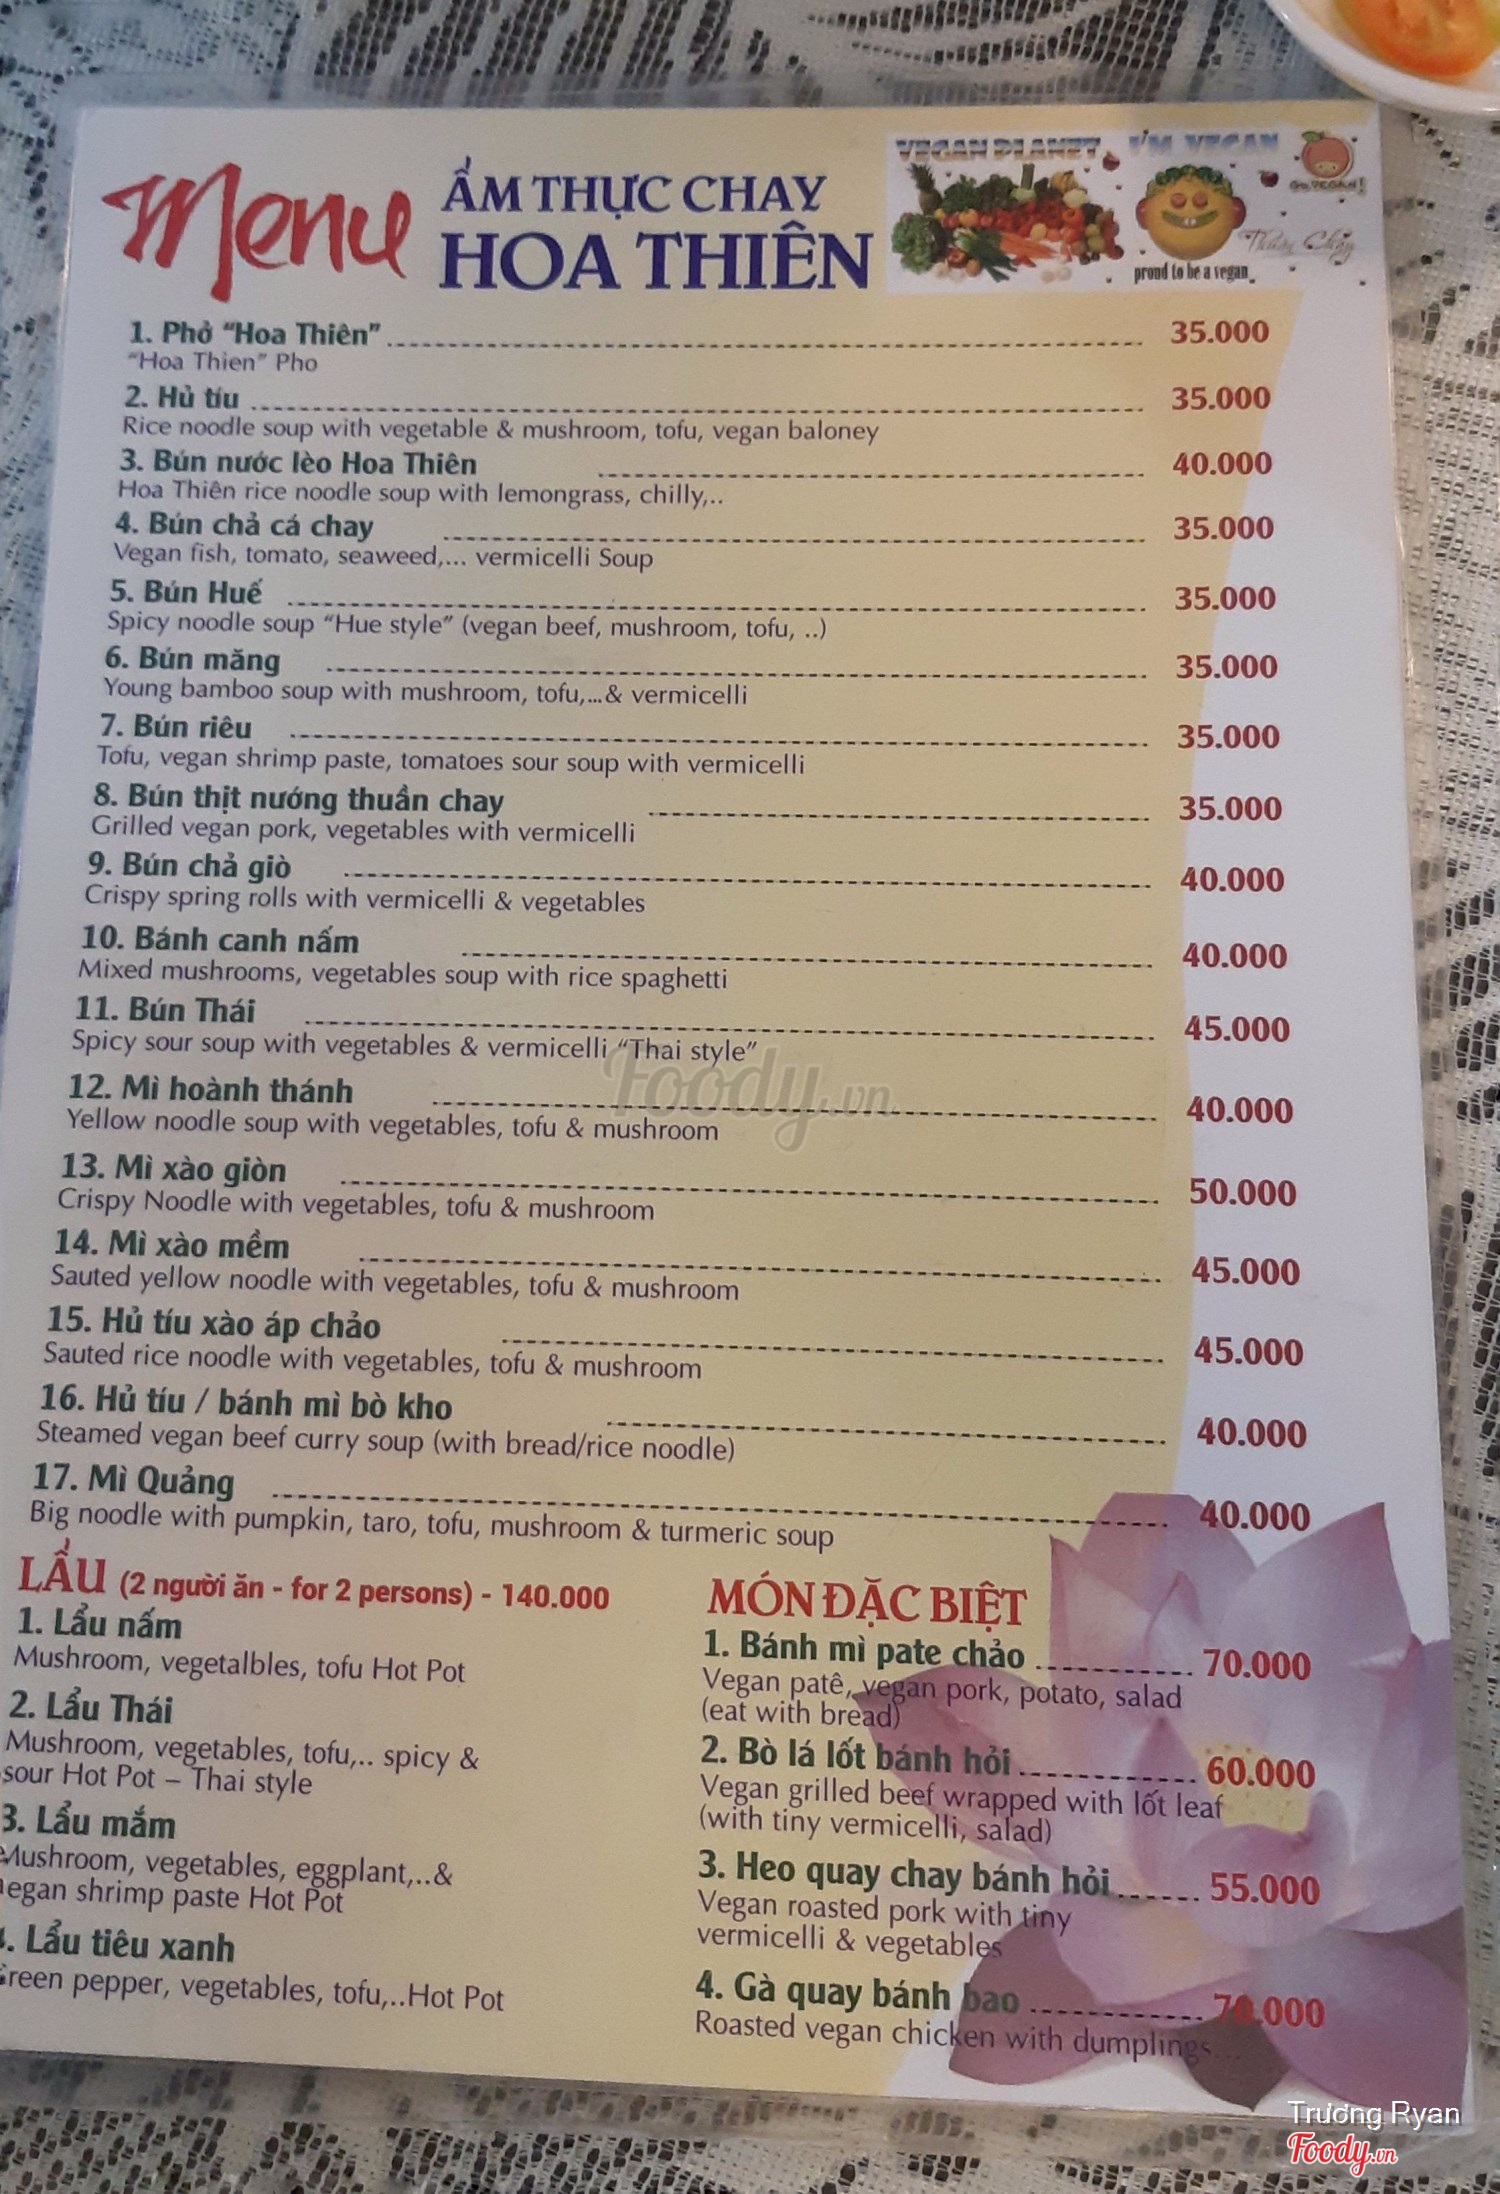 Menu
ẨM THỰC CHAY
HOA THIÊN
VEGAN PLANET
I'M VEGAN
Go VEGAN!
Thuần Chay
proud to be a vegan
1. Phở "Hoa Thiên" 35.000
"Hoa Thien" Pho
2. Hủ tíu 35.000
Rice noodle soup with vegetable & mushroom, tofu, vegan baloney
3. Bún nước lèo Hoa Thiên 40.000
Hoa Thiên rice noodle soup with lemongrass, chilly,..
4. Bún chả cá chay 35.000
Vegan fish, tomato, seaweed,... vermicelli Soup
5. Bún Huế 35.000
Spicy noodle soup "Hue style" (vegan beef, mushroom, tofu, ..)
6. Bún măng 35.000
Young bamboo soup with mushroom, tofu,...& vermicelli
7. Bún riêu 35.000
Tofu, vegan shrimp paste, tomatoes sour soup with vermicelli
8. Bún thịt nướng thuần chay 35.000
Grilled vegan pork, vegetables with vermicelli
9. Bún chả giò 40.000
Crispy spring rolls with vermicelli & vegetables
10. Bánh canh nấm 40.000
Mixed mushrooms, vegetables soup with rice spaghetti
11. Bún Thái 45.000
Spicy sour soup with vegetables & vermicelli "Thai style"
Foody.vn
12. Mì hoành thánh 40.000
Yellow noodle soup with vegetables, tofu & mushroom
13. Mì xào giòn 50.000
Crispy Noodle with vegetables, tofu & mushroom
14. Mì xào mềm 45.000
Sauted yellow noodle with vegetables, tofu & mushroom
15. Hủ tíu xào áp chảo 45.000
Sauted rice noodle with vegetables, tofu & mushroom
16. Hủ tíu / bánh mì bò kho 40.000
Steamed vegan beef curry soup (with bread/rice noodle)
17. Mì Quảng 40.000
Big noodle with pumpkin, taro, tofu, mushroom & turmeric soup
LẨU (2 người ăn - for 2 persons) - 140.000
1. Lẩu nấm
Mushroom, vegetalbles, tofu Hot Pot
2. Lẩu Thái
Mushroom, vegetables, tofu,.. spicy &
sour Hot Pot – Thai style
3. Lẩu mắm
Mushroom, vegetables, eggplant,..&
vegan shrimp paste Hot Pot
4. Lẩu tiêu xanh
Green pepper, vegetables, tofu,..Hot Pot
MÓN ĐẶC BIỆT
1. Bánh mì pate chảo 70.000
Vegan patê, vegan pork, potato, salad
(eat with bread)
2. Bò lá lốt bánh hỏi 60.000
Vegan grilled beef wrapped with lốt leaf
(with tiny vermicelli, salad)
3. Heo quay chay bánh hỏi 55.000
Vegan roasted pork with tiny
vermicelli & vegetables
4. Gà quay bánh bao 70.000
Roasted vegan chicken with dumplings...
Trương Ryan
Foody.vn